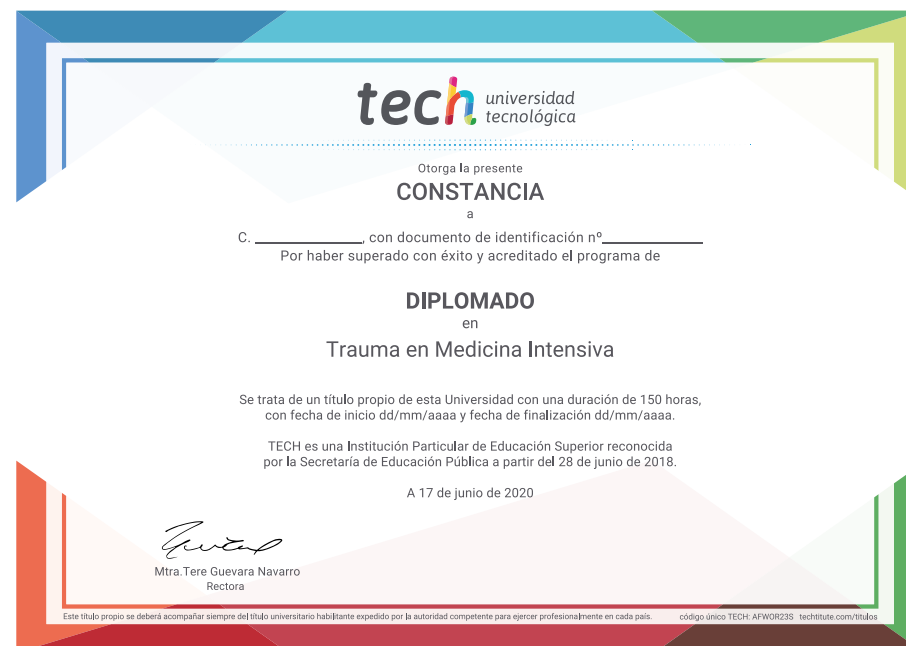 tech universidad
tecnológica
Otorga la presente
CONSTANCIA
a
C. ____________, con documento de identificación nº____________
Por haber superado con éxito y acreditado el programa de
DIPLOMADO
en
Trauma en Medicina Intensiva
Se trata de un título propio de esta Universidad con una duración de 150 horas,
con fecha de inicio dd/mm/aaaa y fecha de finalización dd/mm/aaaa.
TECH es una Institución Particular de Educación Superior reconocida
por la Secretaría de Educación Pública a partir del 28 de junio de 2018.
A 17 de junio de 2020
Mtra.Tere Guevara Navarro
Rectora
Este título propio se deberá acompañar siempre del título universitario habilitante expedido por la autoridad competente para ejercer profesionalmente en cada país. código único TECH: AFWOR23S techtitute.com/titulos